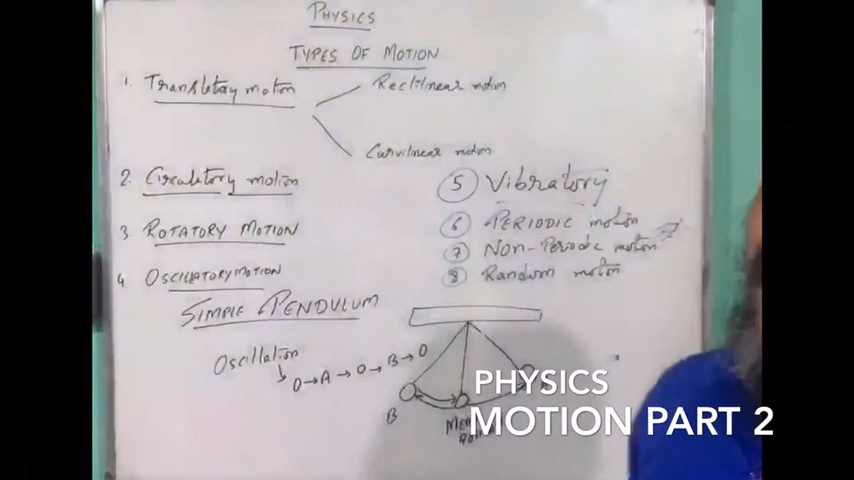 PHYSICS
TYPES OF MOTION
1. Translatory motion
Rectilinear motion
Curvilinear motion
2. Circulatory motion
3. ROTATORY MOTION
4. OSCILLATORY MOTION
5 Vibratory
6 PERIODIC motion
7 Non-Periodic motion
8 Random motion
SIMPLE PENDULUM
Oscillation
O→A→O→B→O
B
PHYSICS
MOTION PART 2